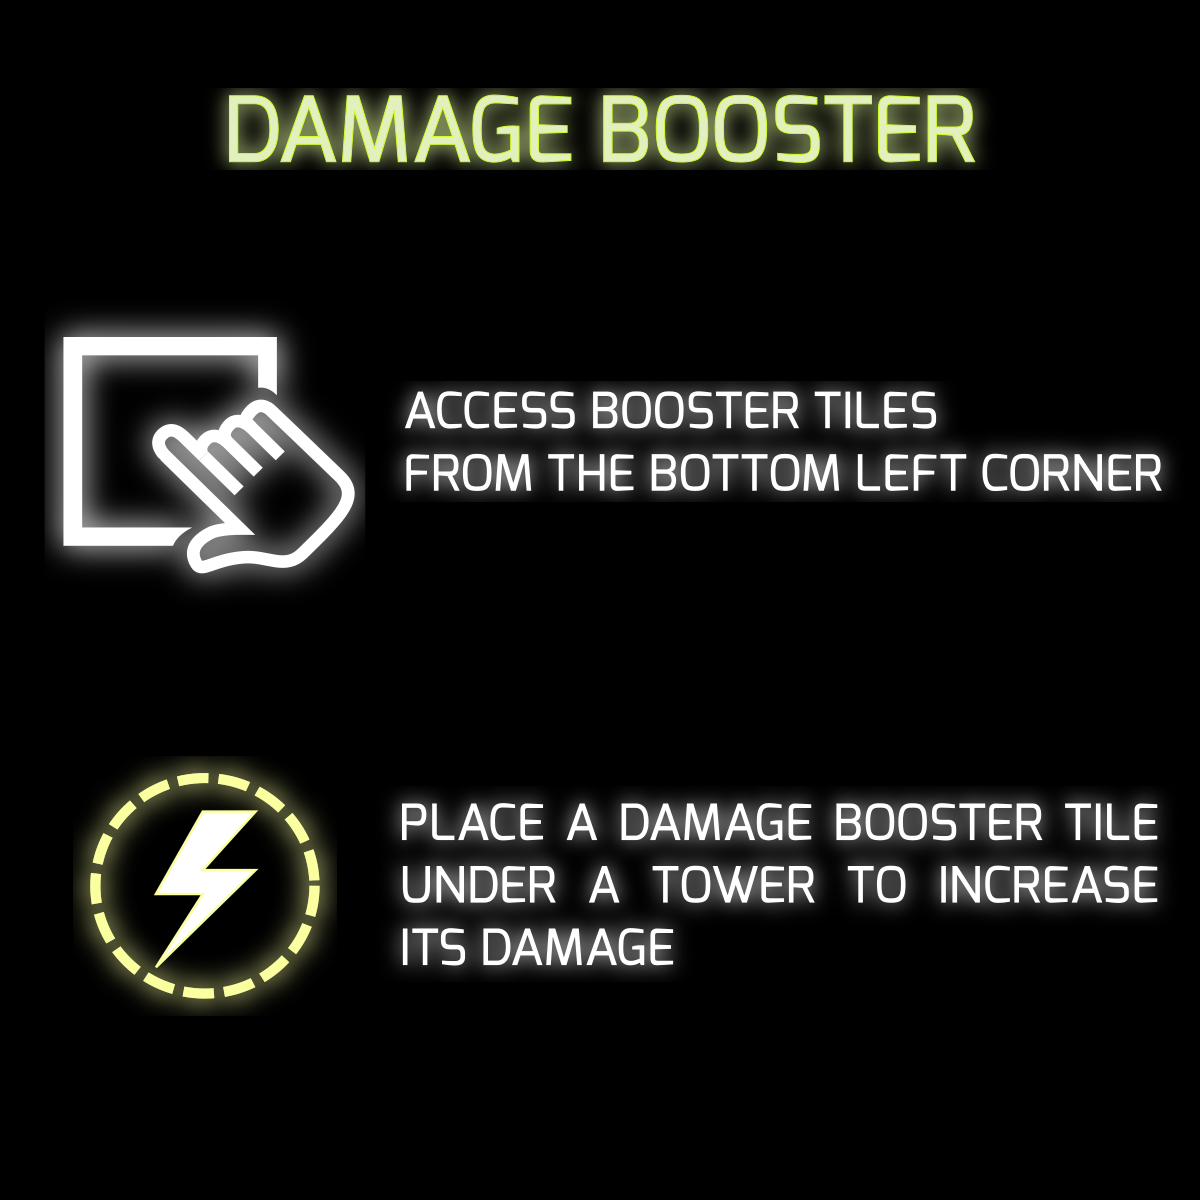 DAMAGE BOOSTER
ACCESS BOOSTER TILES
FROM THE BOTTOM LEFT CORNER
PLACE A DAMAGE BOOSTER TILE
UNDER A TOWER TO INCREASE
ITS DAMAGE